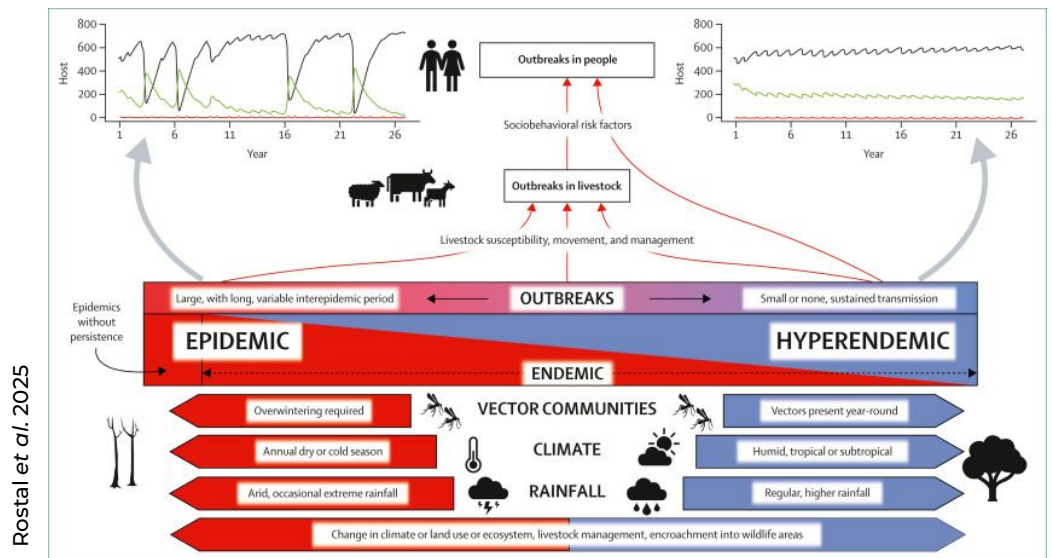 800
600
400
200
0
Host
1
6
11
16
21
26
Year
Outbreaks in people
800
600
400
200
0
Host
1
6
11
16
21
26
Year
Sociobehavioral risk factors
Outbreaks in livestock
Livestock susceptibility, movement, and management
Large, with long, variable interepidemic period
OUTBREAKS
Small or none, sustained transmission
Epidemics
without
persistence
EPIDEMIC
HYPERENDEMIC
ENDEMIC
Overwintering required
VECTOR COMMUNITIES
Vectors present year-round
Annual dry or cold season
CLIMATE
Humid, tropical or subtropical
Arid, occasional extreme rainfall
RAINFALL
Regular, higher rainfall
Change in climate or land use or ecosystem, livestock management, encroachment into wildlife areas
Rostal et al. 2025